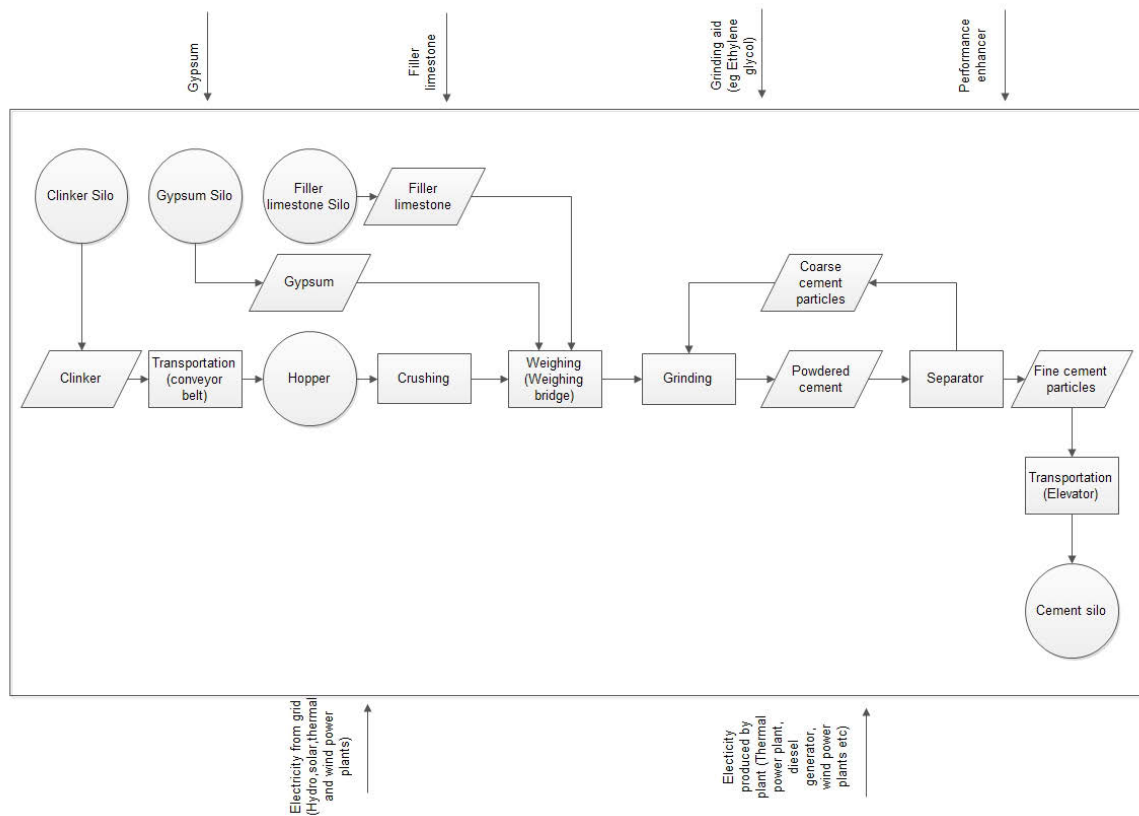 Gypsum
Filler
limestone
Grinding aid
(eg Ethylene
glycol)
Performance
enhancer
Clinker Silo
Gypsum Silo
Filler
limestone Silo
Filler
limestone
Gypsum
Coarse
cement
particles
Clinker
Transportation
(conveyor
belt)
Hopper
Crushing
Weighing
(Weighing
bridge)
Grinding
Powdered
cement
Separator
Fine cement
particles
Transportation
(Elevator)
Cement silo
Electricity from grid
(Hydro,solar,thermal
and wind power
plants)
Electicity
produced by
plant (Thermal
power plant,
diesel
generator,
wind power
plants etc)